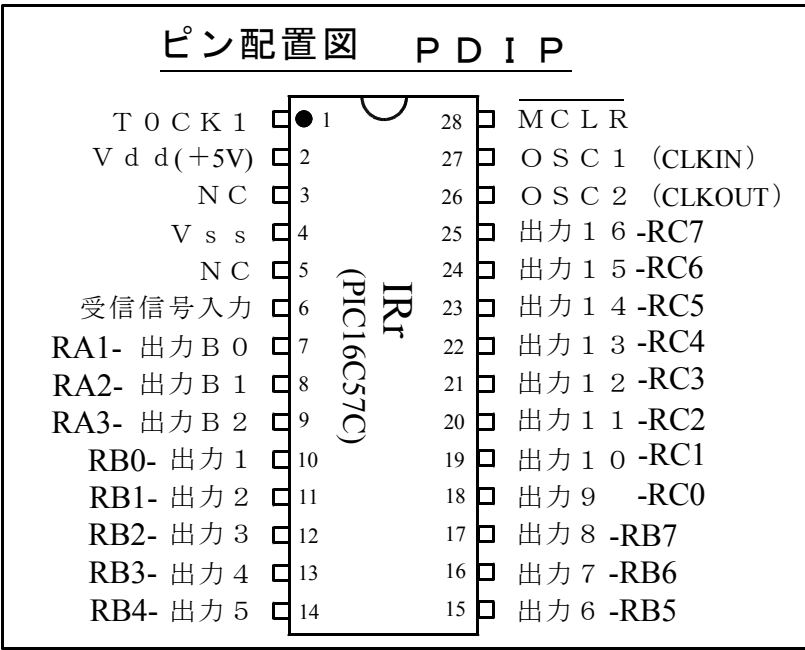 ピン配置図 ＰＤＩＰ
Ｔ０ＣＫ１ 1 28 ＭＣＬＲ
Ｖｄｄ(＋5V) 2 27 ＯＳＣ１ (CLKIN)
ＮＣ 3 26 ＯＳＣ２ (CLKOUT)
Ｖｓｓ 4 25 出力１６-RC7
ＮＣ 5 24 出力１５-RC6
受信信号入力 6 23 出力１４-RC5
RA1- 出力Ｂ０ 7 22 出力１３-RC4
RA2- 出力Ｂ１ 8 21 出力１２-RC3
RA3- 出力Ｂ２ 9 20 出力１１-RC2
RB0- 出力１ 10 19 出力１０-RC1
RB1- 出力２ 11 18 出力９ -RC0
RB2- 出力３ 12 17 出力８-RB7
RB3- 出力４ 13 16 出力７-RB6
RB4- 出力５ 14 15 出力６-RB5
IRr
(PIC16C57C)